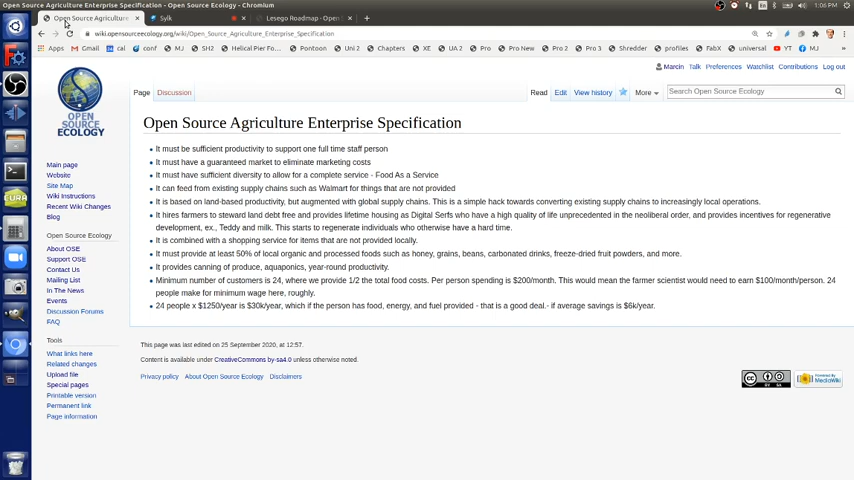 Open Source Agriculture Enterprise Specification - Open Source Ecology - Chromium
1:06 PM
Open Source Agriculture
Sylk
Lesego Roadmap - Open
wiki.opensourceecology.org/wiki/Open_Source_Agriculture_Enterprise_Specification
Apps
Gmail
cal
conf
MJ
SH2
Helical Pier Fo...
Pontoon
Uni 2
Chapters
XE
UA 2
Pro
Pro New
Pro 2
Pro 3
Shredder
profiles
FabX
universal
YT
MJ
Marcin Talk Preferences Watchlist Contributions Log out
Page Discussion
Read Edit View history More
Search Open Source Ecology
OPEN
SOURCE
ECOLOGY
Open Source Agriculture Enterprise Specification
It must be sufficient productivity to support one full time staff person
It must have a guaranteed market to eliminate marketing costs
It must have sufficient diversity to allow for a complete service - Food As a Service
It can feed from existing supply chains such as Walmart for things that are not provided
It is based on land-based productivity, but augmented with global supply chains. This is a simple hack towards converting existing supply chains to increasingly local operations.
It hires farmers to steward land debt free and provides lifetime housing as Digital Serfs who have a high quality of life unprecedented in the neoliberal order, and provides incentives for regenerative
development, ex., Teddy and milk. This starts to regenerate individuals who otherwise have a hard time.
It is combined with a shopping service for items that are not provided locally.
It must provide at least 50% of local organic and processed foods such as honey, grains, beans, carbonated drinks, freeze-dried fruit powders, and more.
It provides canning of produce, aquaponics, year-round productivity.
Minimum number of customers is 24, where we provide 1/2 the total food costs. Per person spending is $200/month. This would mean the farmer scientist would need to earn $100/month/person. 24
people make for minimum wage here, roughly.
24 people x $1250/year is $30k/year, which if the person has food, energy, and fuel provided - that is a good deal.- if average savings is $6k/year.
Main page
Website
Site Map
Wiki Instructions
Recent Wiki Changes
Blog
Open Source Ecology
About OSE
Support OSE
Contact Us
Mailing List
In The News
Events
Discussion Forums
FAQ
Tools
What links here
Related changes
Upload file
Special pages
Printable version
Permanent link
Page information
This page was last edited on 25 September 2020, at 12:57.
Content is available under CreativeCommons by-sa4.0 unless otherwise noted.
Privacy policy About Open Source Ecology Disclaimers
CURA